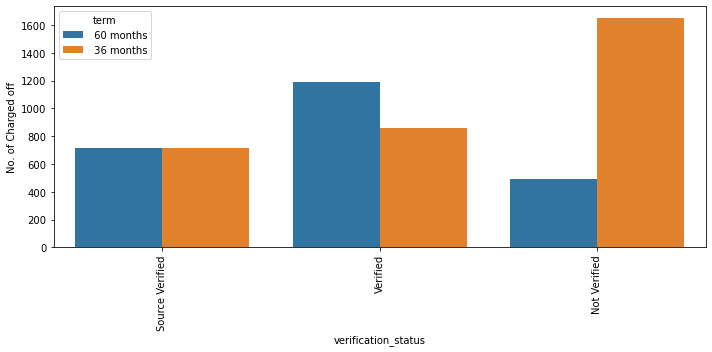 term
60 months
36 months
No. of Charged off
1600
1400
1200
1000
800
600
400
200
0
Source Verified
Verified
Not Verified
verification_status